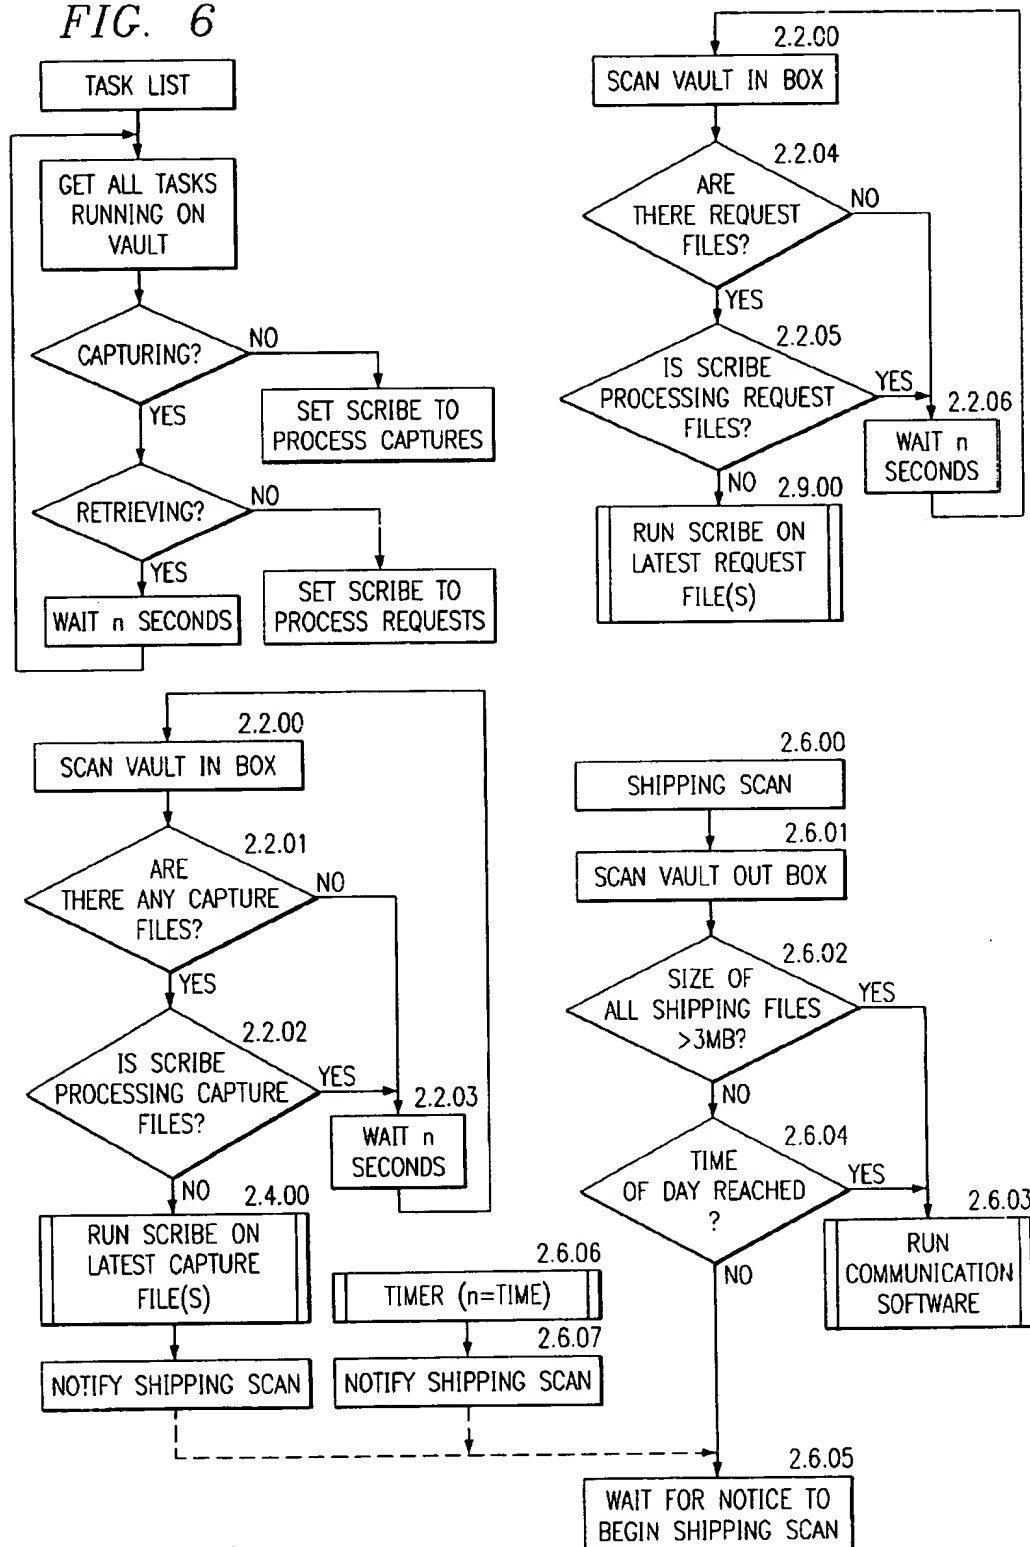 FIG. 6
TASK LIST
GET ALL TASKS
RUNNING ON
VAULT
CAPTURING?
NO
YES
SET SCRIBE TO
PROCESS CAPTURES
RETRIEVING?
NO
YES
SET SCRIBE TO
PROCESS REQUESTS
WAIT n SECONDS
2.2.00
SCAN VAULT IN BOX
2.2.04
ARE
THERE REQUEST
FILES?
NO
YES
2.2.05
IS SCRIBE
PROCESSING REQUEST
FILES?
YES
2.2.06
WAIT n
SECONDS
NO
2.9.00
RUN SCRIBE ON
LATEST REQUEST
FILE(S)
2.2.00
SCAN VAULT IN BOX
2.2.01
ARE
THERE ANY CAPTURE
FILES?
NO
YES
2.2.02
IS SCRIBE
PROCESSING CAPTURE
FILES?
YES
2.2.03
WAIT n
SECONDS
NO
2.4.00
RUN SCRIBE ON
LATEST CAPTURE
FILE(S)
NOTIFY SHIPPING SCAN
2.6.06
TIMER (n=TIME)
2.6.07
NOTIFY SHIPPING SCAN
2.6.00
SHIPPING SCAN
2.6.01
SCAN VAULT OUT BOX
2.6.02
SIZE OF
ALL SHIPPING FILES
>3MB?
YES
NO
2.6.04
TIME
OF DAY REACHED
?
YES
2.6.03
RUN
COMMUNICATION
SOFTWARE
NO
2.6.05
WAIT FOR NOTICE TO
BEGIN SHIPPING SCAN